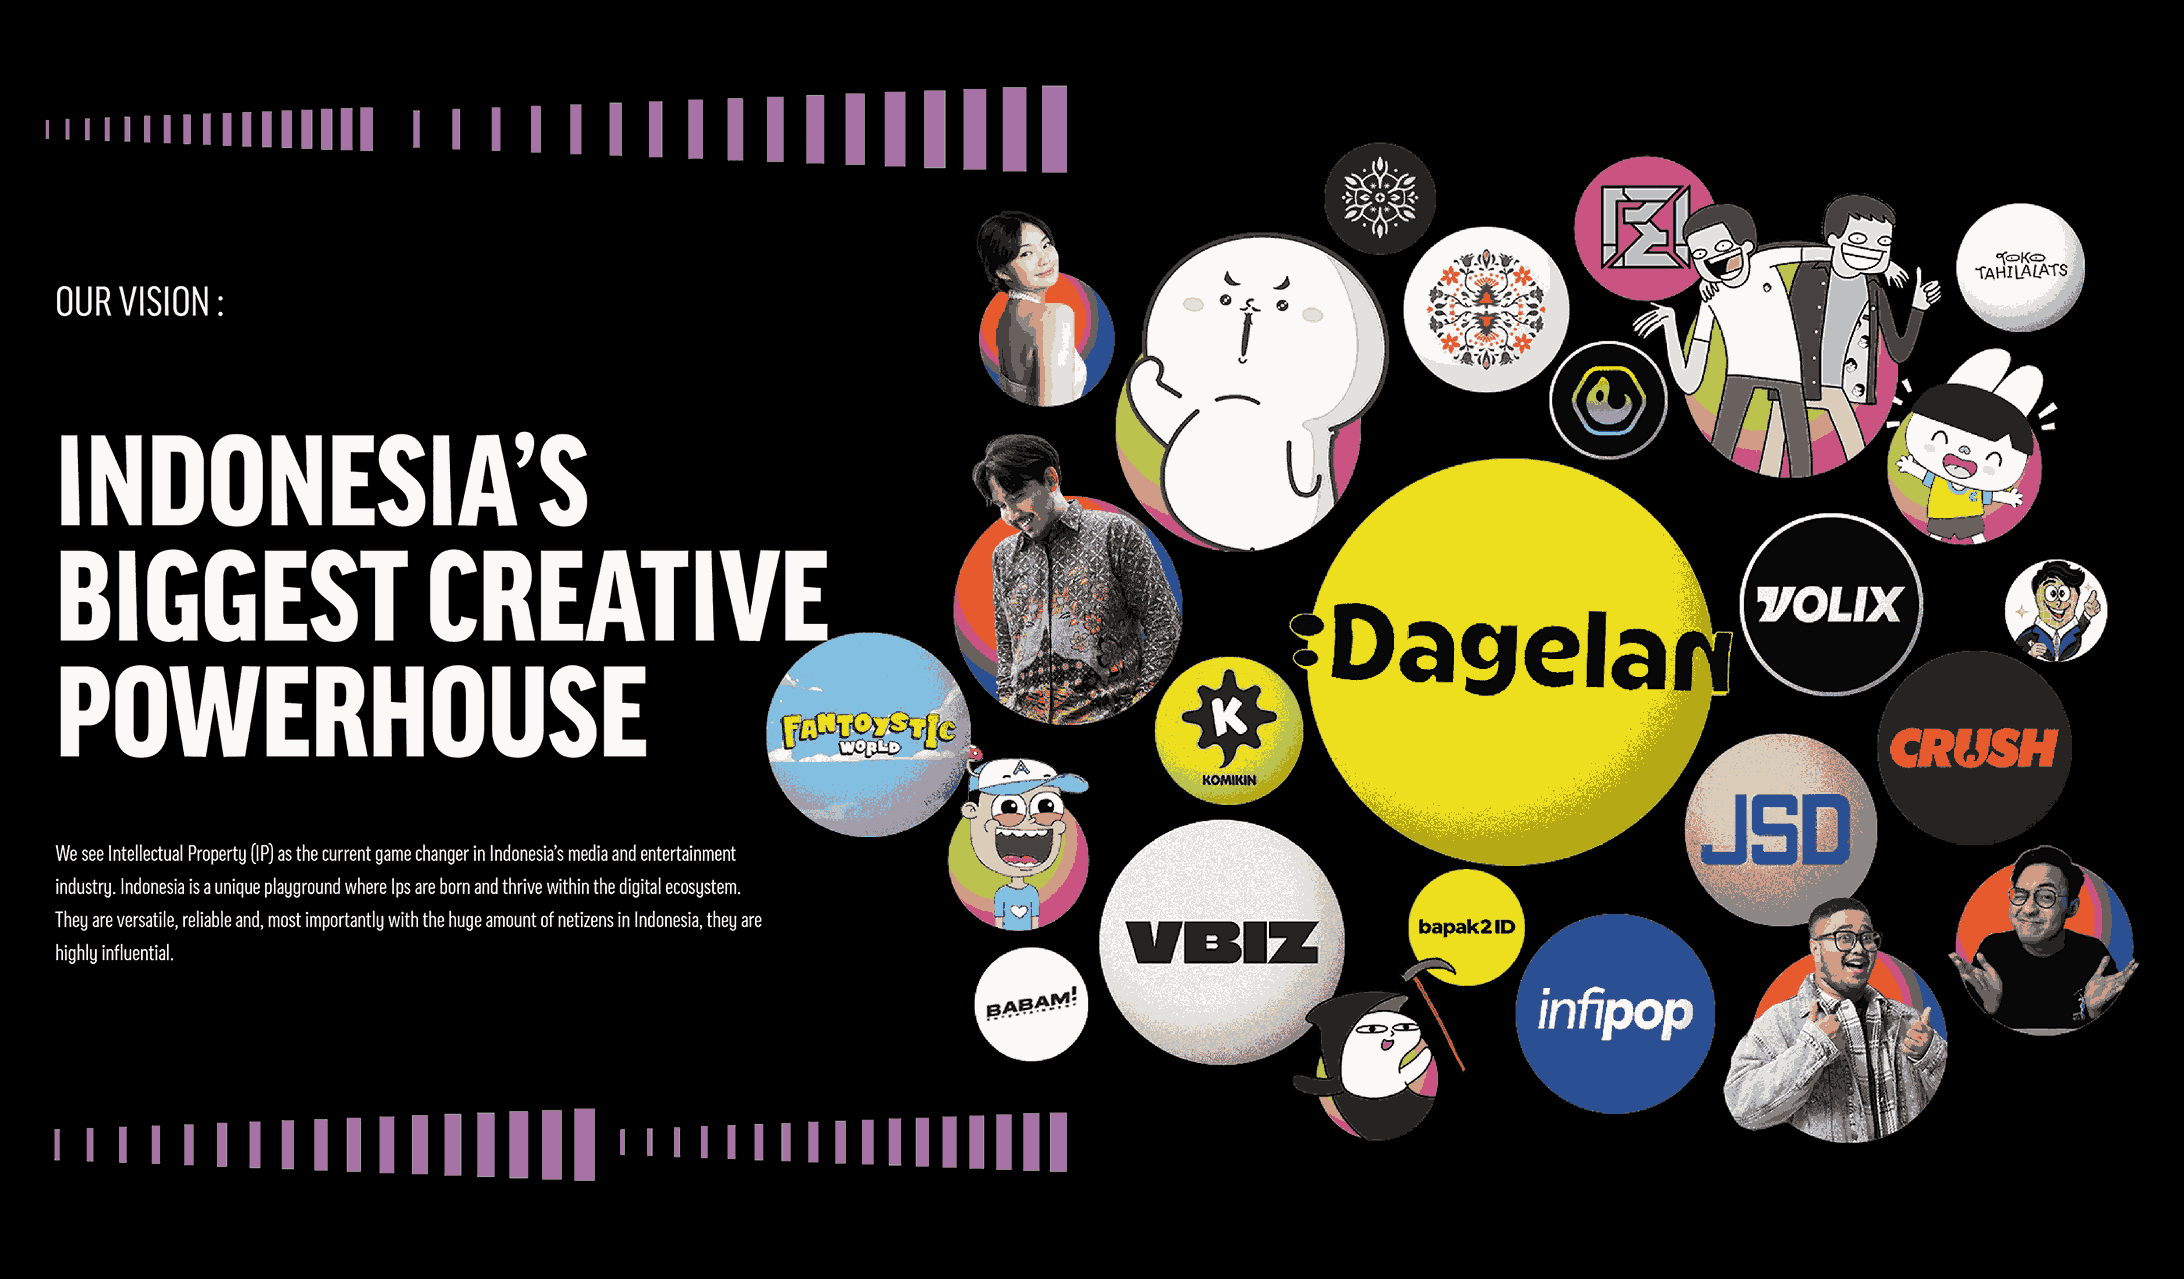 OUR VISION :
INDONESIA’S
BIGGEST CREATIVE
POWERHOUSE
We see Intellectual Property (IP) as the current game changer in Indonesia’s media and entertainment
industry. Indonesia is a unique playground where Ips are born and thrive within the digital ecosystem.
They are versatile, reliable and, most importantly with the huge amount of netizens in Indonesia, they are
highly influential.
TOKO
TAHILALATS
:Dagelan
VOLIX
FANTOYSTIC
WORLD
K
KOMIKIN
CRUSH
A
JSD
VBIZ
bapak2ID
BABAM!
ENTERTAINMENT
infipop